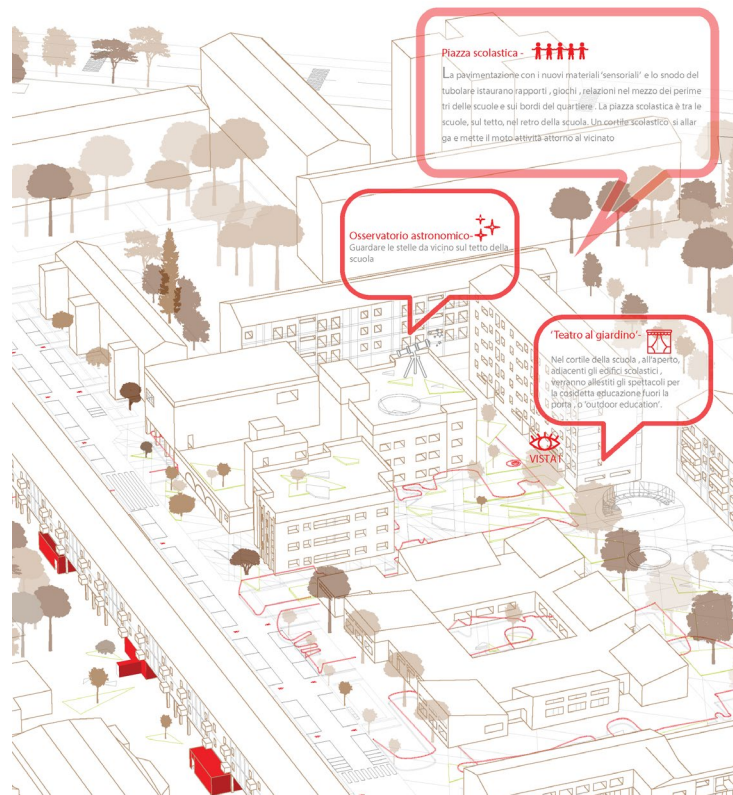 Piazza scolastica -
La pavimentazione con i nuovi materiali 'sensoriali' e lo snodo del
tubolare istaurano rapporti , giochi , relazioni nel mezzo dei perime
tri delle scuole e sui bordi del quartiere . La piazza scolastica è tra le
scuole, sul tetto, nel retro della scuola. Un cortile scolastico si allar
ga e mette il moto attività attorno al vicinato
Osservatorio astronomico-
Guardare le stelle da vicino sul tetto della
scuola
'Teatro al giardino'-
Nel cortile della scuola , all'aperto,
adiacenti gli edifici scolastici ,
verranno allestiti gli spettacoli per
la cosidetta educazione fuori la
porta , o 'outdoor education'.
VISTA1